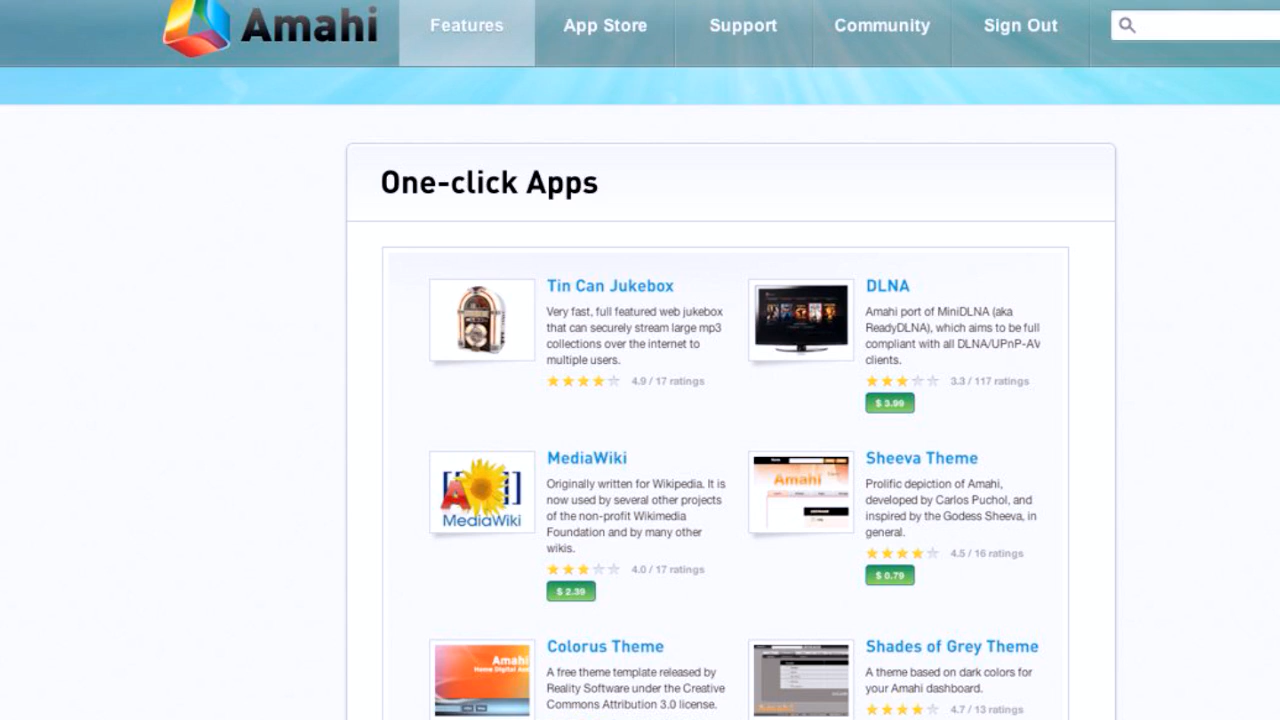 Amahi
Features
App Store
Support
Community
Sign Out
One-click Apps
Tin Can Jukebox
Very fast, full featured web jukebox
that can securely stream large mp3
collections over the internet to
multiple users.
4.9 / 17 ratings
DLNA
Amahi port of MiniDLNA (aka
ReadyDLNA), which aims to be full
compliant with all DLNA/UPnP-AV
clients.
3.3 / 117 ratings
$ 3.99
[[ ]]
A
MediaWiki
MediaWiki
Originally written for Wikipedia. It is
now used by several other projects
of the non-profit Wikimedia
Foundation and by many other
wikis.
4.0 / 17 ratings
$ 2.39
Amahi
Sheeva Theme
Prolific depiction of Amahi,
developed by Carlos Puchol, and
inspired by the Godess Sheeva, in
general.
4.5 / 16 ratings
$ 0.79
Amahi
Colorus Theme
A free theme template released by
Reality Software under the Creative
Commons Attribution 3.0 license.
Amahi
Shades of Grey Theme
A theme based on dark colors for
your Amahi dashboard.
4.7 / 13 ratings